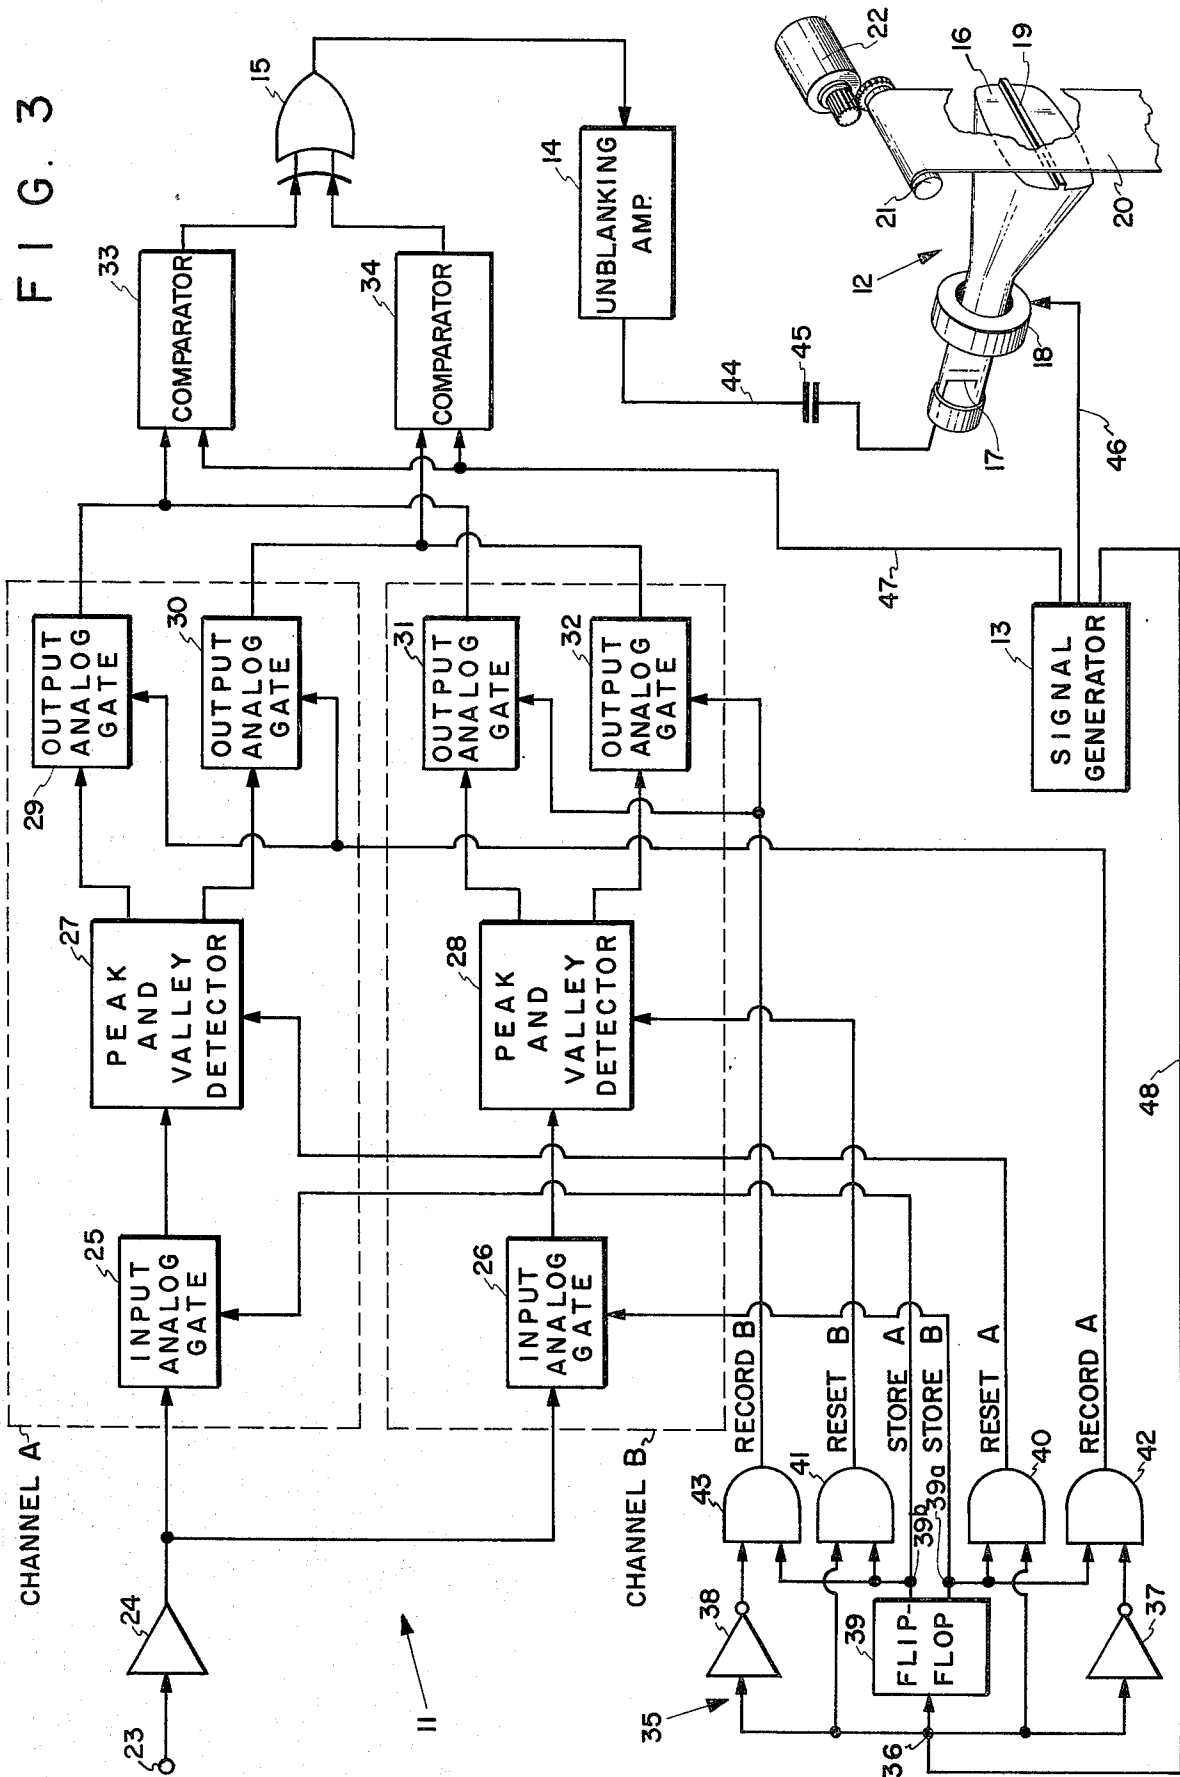 FIG. 3
CHANNEL A
23
24
25
INPUT
ANALOG
GATE
27
PEAK
AND
VALLEY
DETECTOR
29
OUTPUT
ANALOG
GATE
30
OUTPUT
ANALOG
GATE
33
COMPARATOR
15
34
COMPARATOR
14
UNBLANKING
AMP.
11
CHANNEL B
26
INPUT
ANALOG
GATE
28
PEAK
AND
VALLEY
DETECTOR
31
OUTPUT
ANALOG
GATE
32
OUTPUT
ANALOG
GATE
44
45
12
22
16
19
21
20
17
18
46
47
13
SIGNAL
GENERATOR
48
35
36
38
43
RECORD B
41
RESET B
39
FLIP-
FLOP
39b
STORE A
39a
STORE B
40
RESET A
37
42
RECORD A